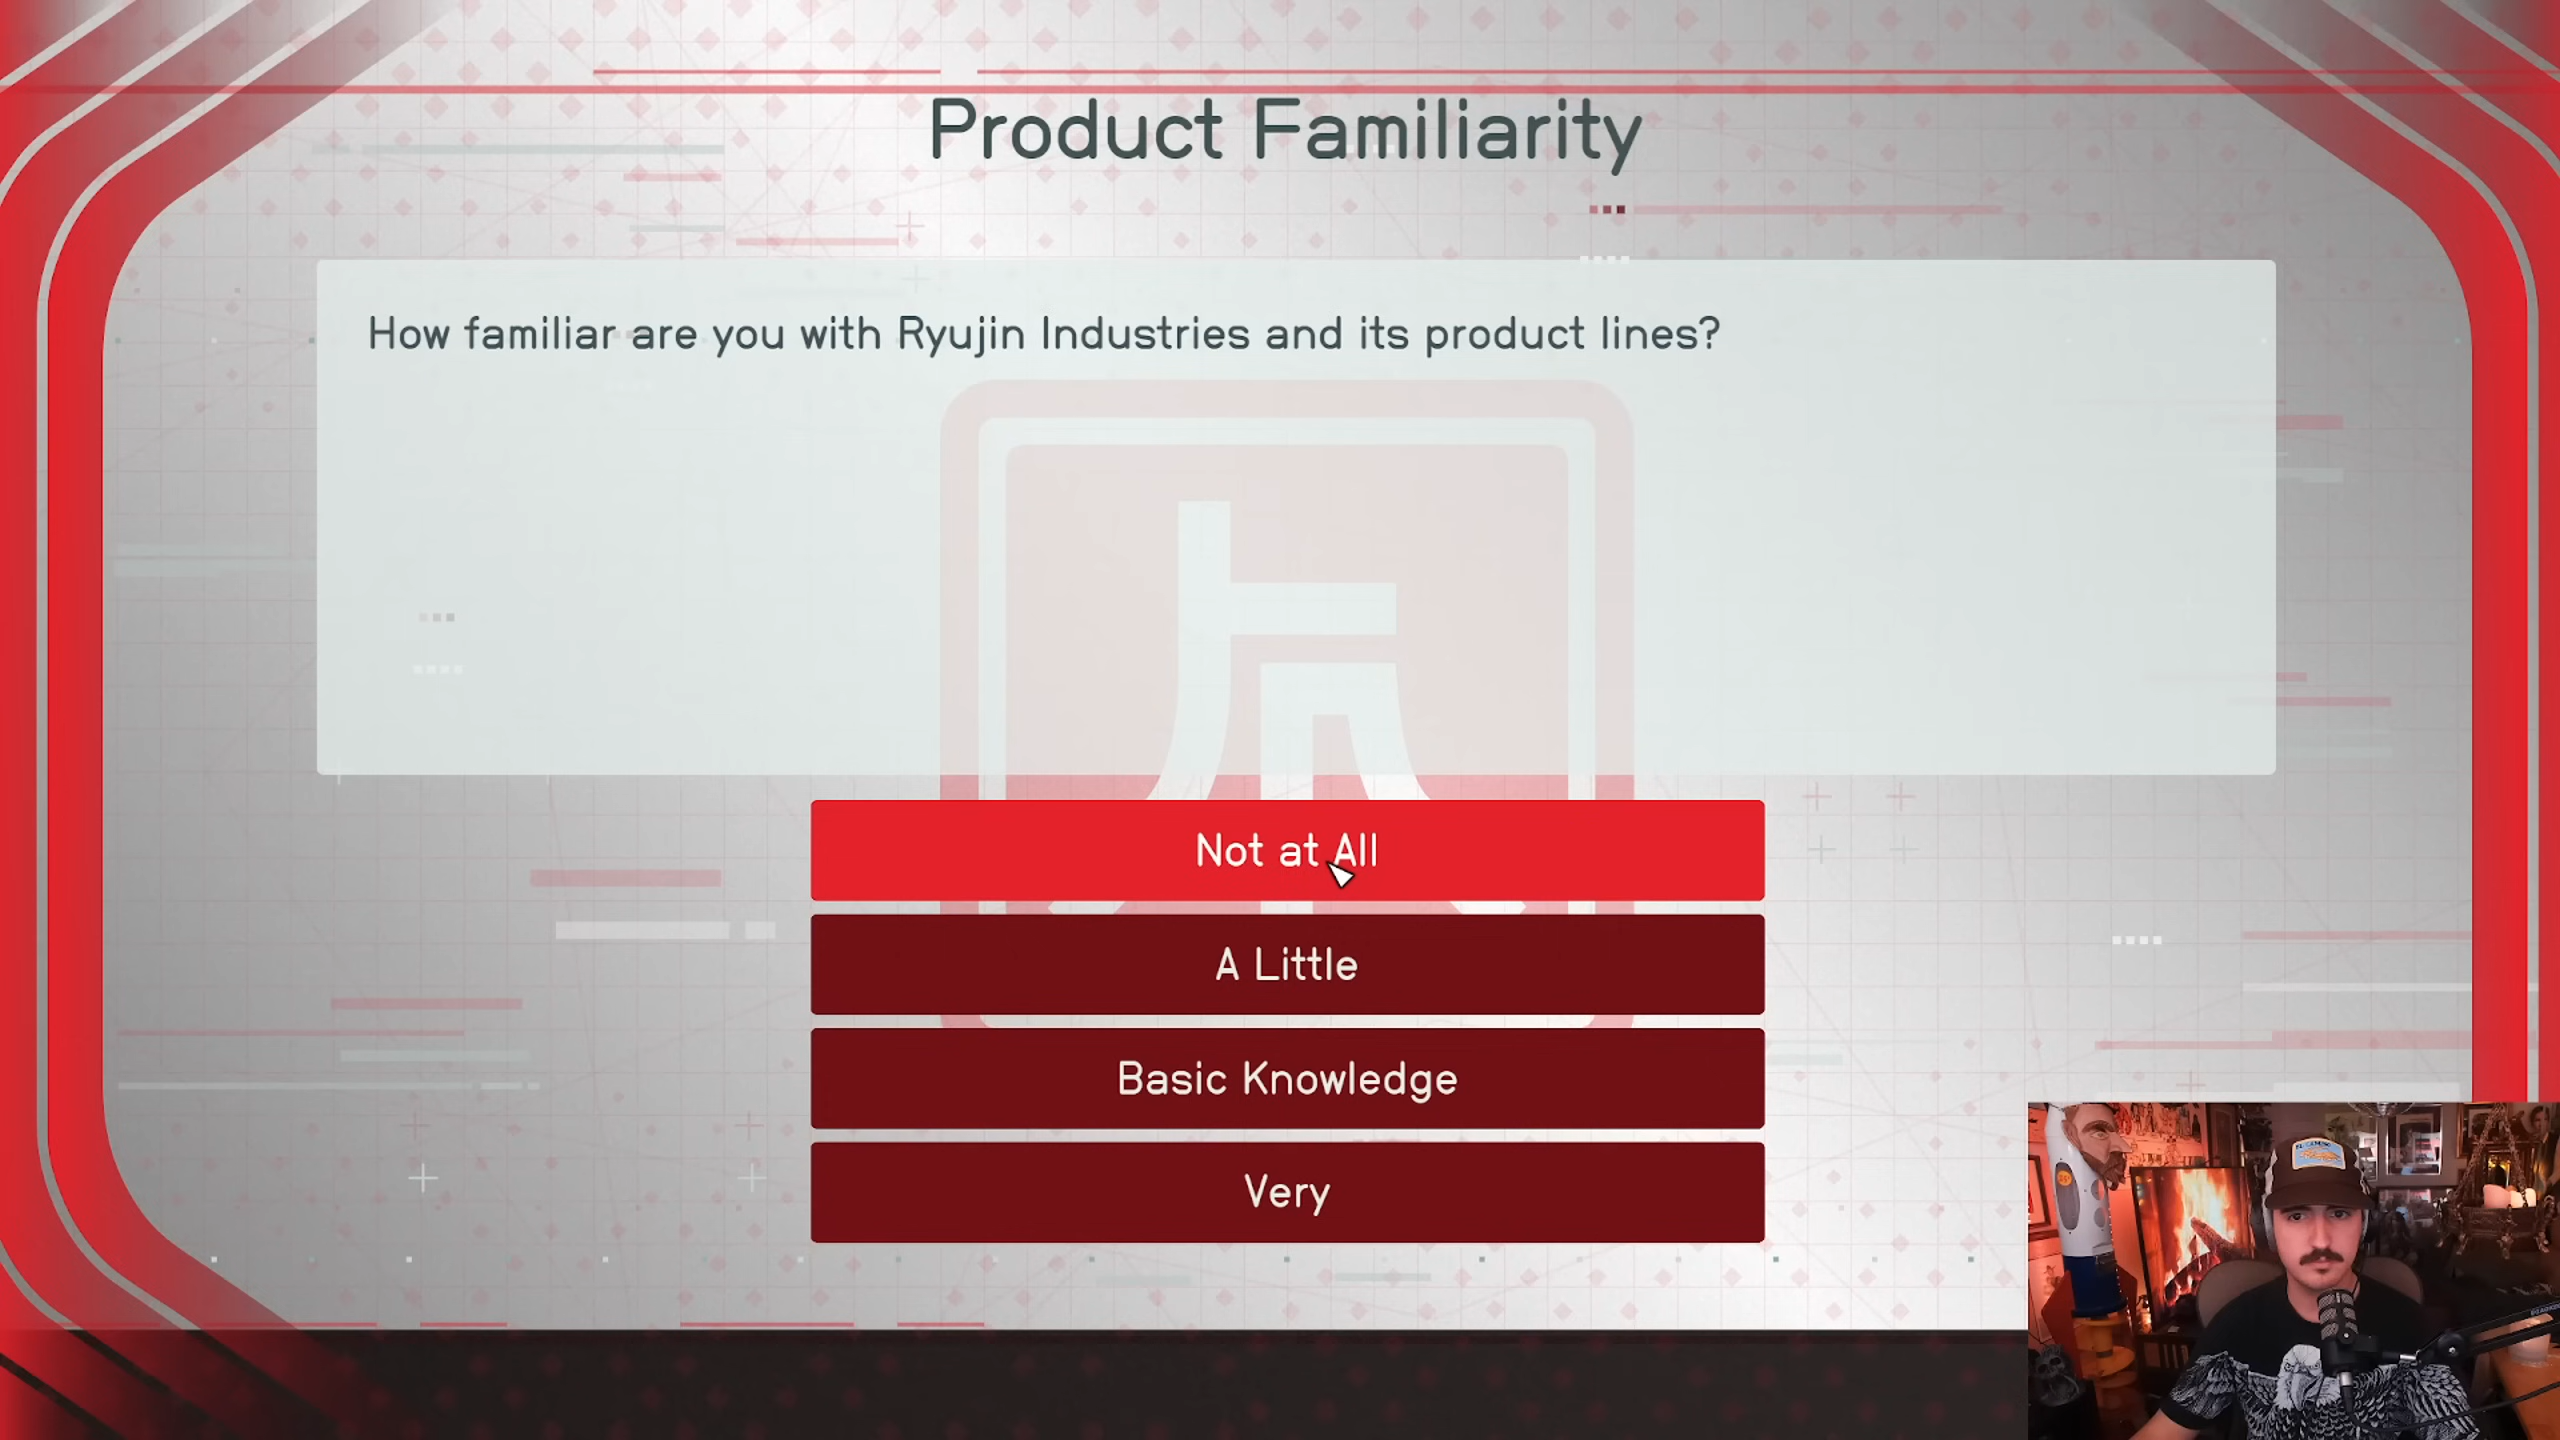 Product Familiarity
How familiar are you with Ryujin Industries and its product lines?
Not at All
A Little
Basic Knowledge
Very